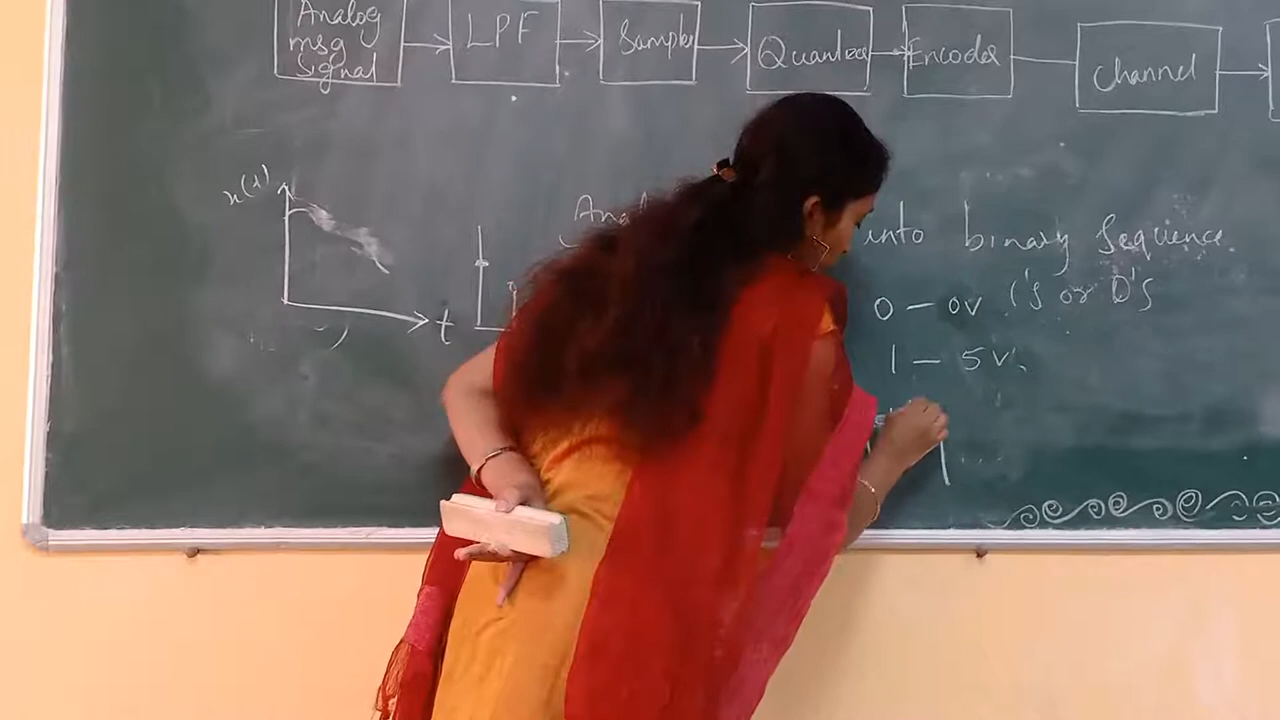 Analog
msg
signal
LPF
Sampler
Quantizer
Encoder
Channel
x(t)
t
into binary Sequence.
0 – 0V
1's or 0's
1 – 5V